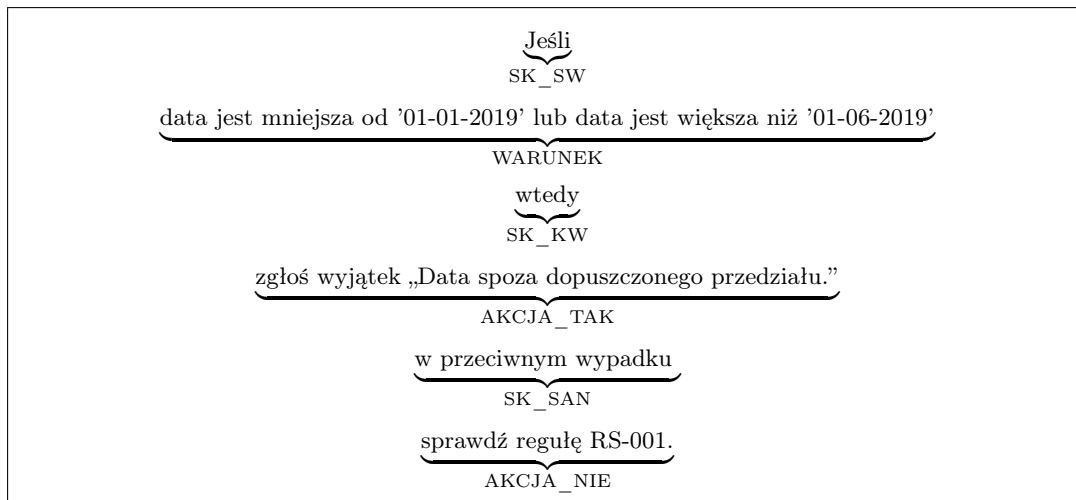 Jeśli
SK_SW
data jest mniejsza od '01-01-2019' lub data jest większa niż '01-06-2019'
WARUNEK
wtedy
SK_KW
zgłoś wyjątek „Data spoza dopuszczonego przedziału.”
AKCJA_TAK
w przeciwnym wypadku
SK_SAN
sprawdź regułę RS-001.
AKCJA_NIE